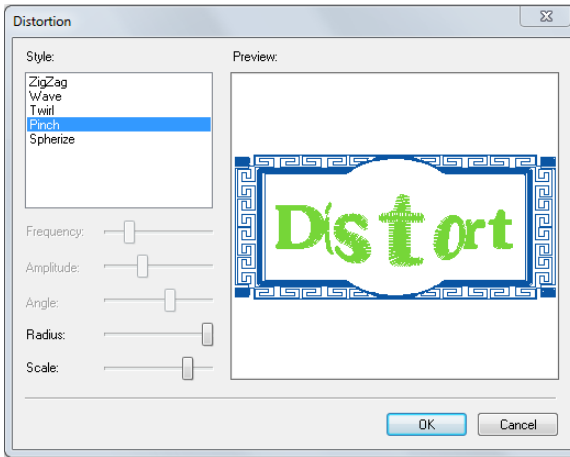 Distortion
Style:
ZigZag
Wave
Twirl
Pinch
Spherize
Frequency:
Amplitude:
Angle:
Radius:
Scale:
Preview:
Distort
OK
Cancel